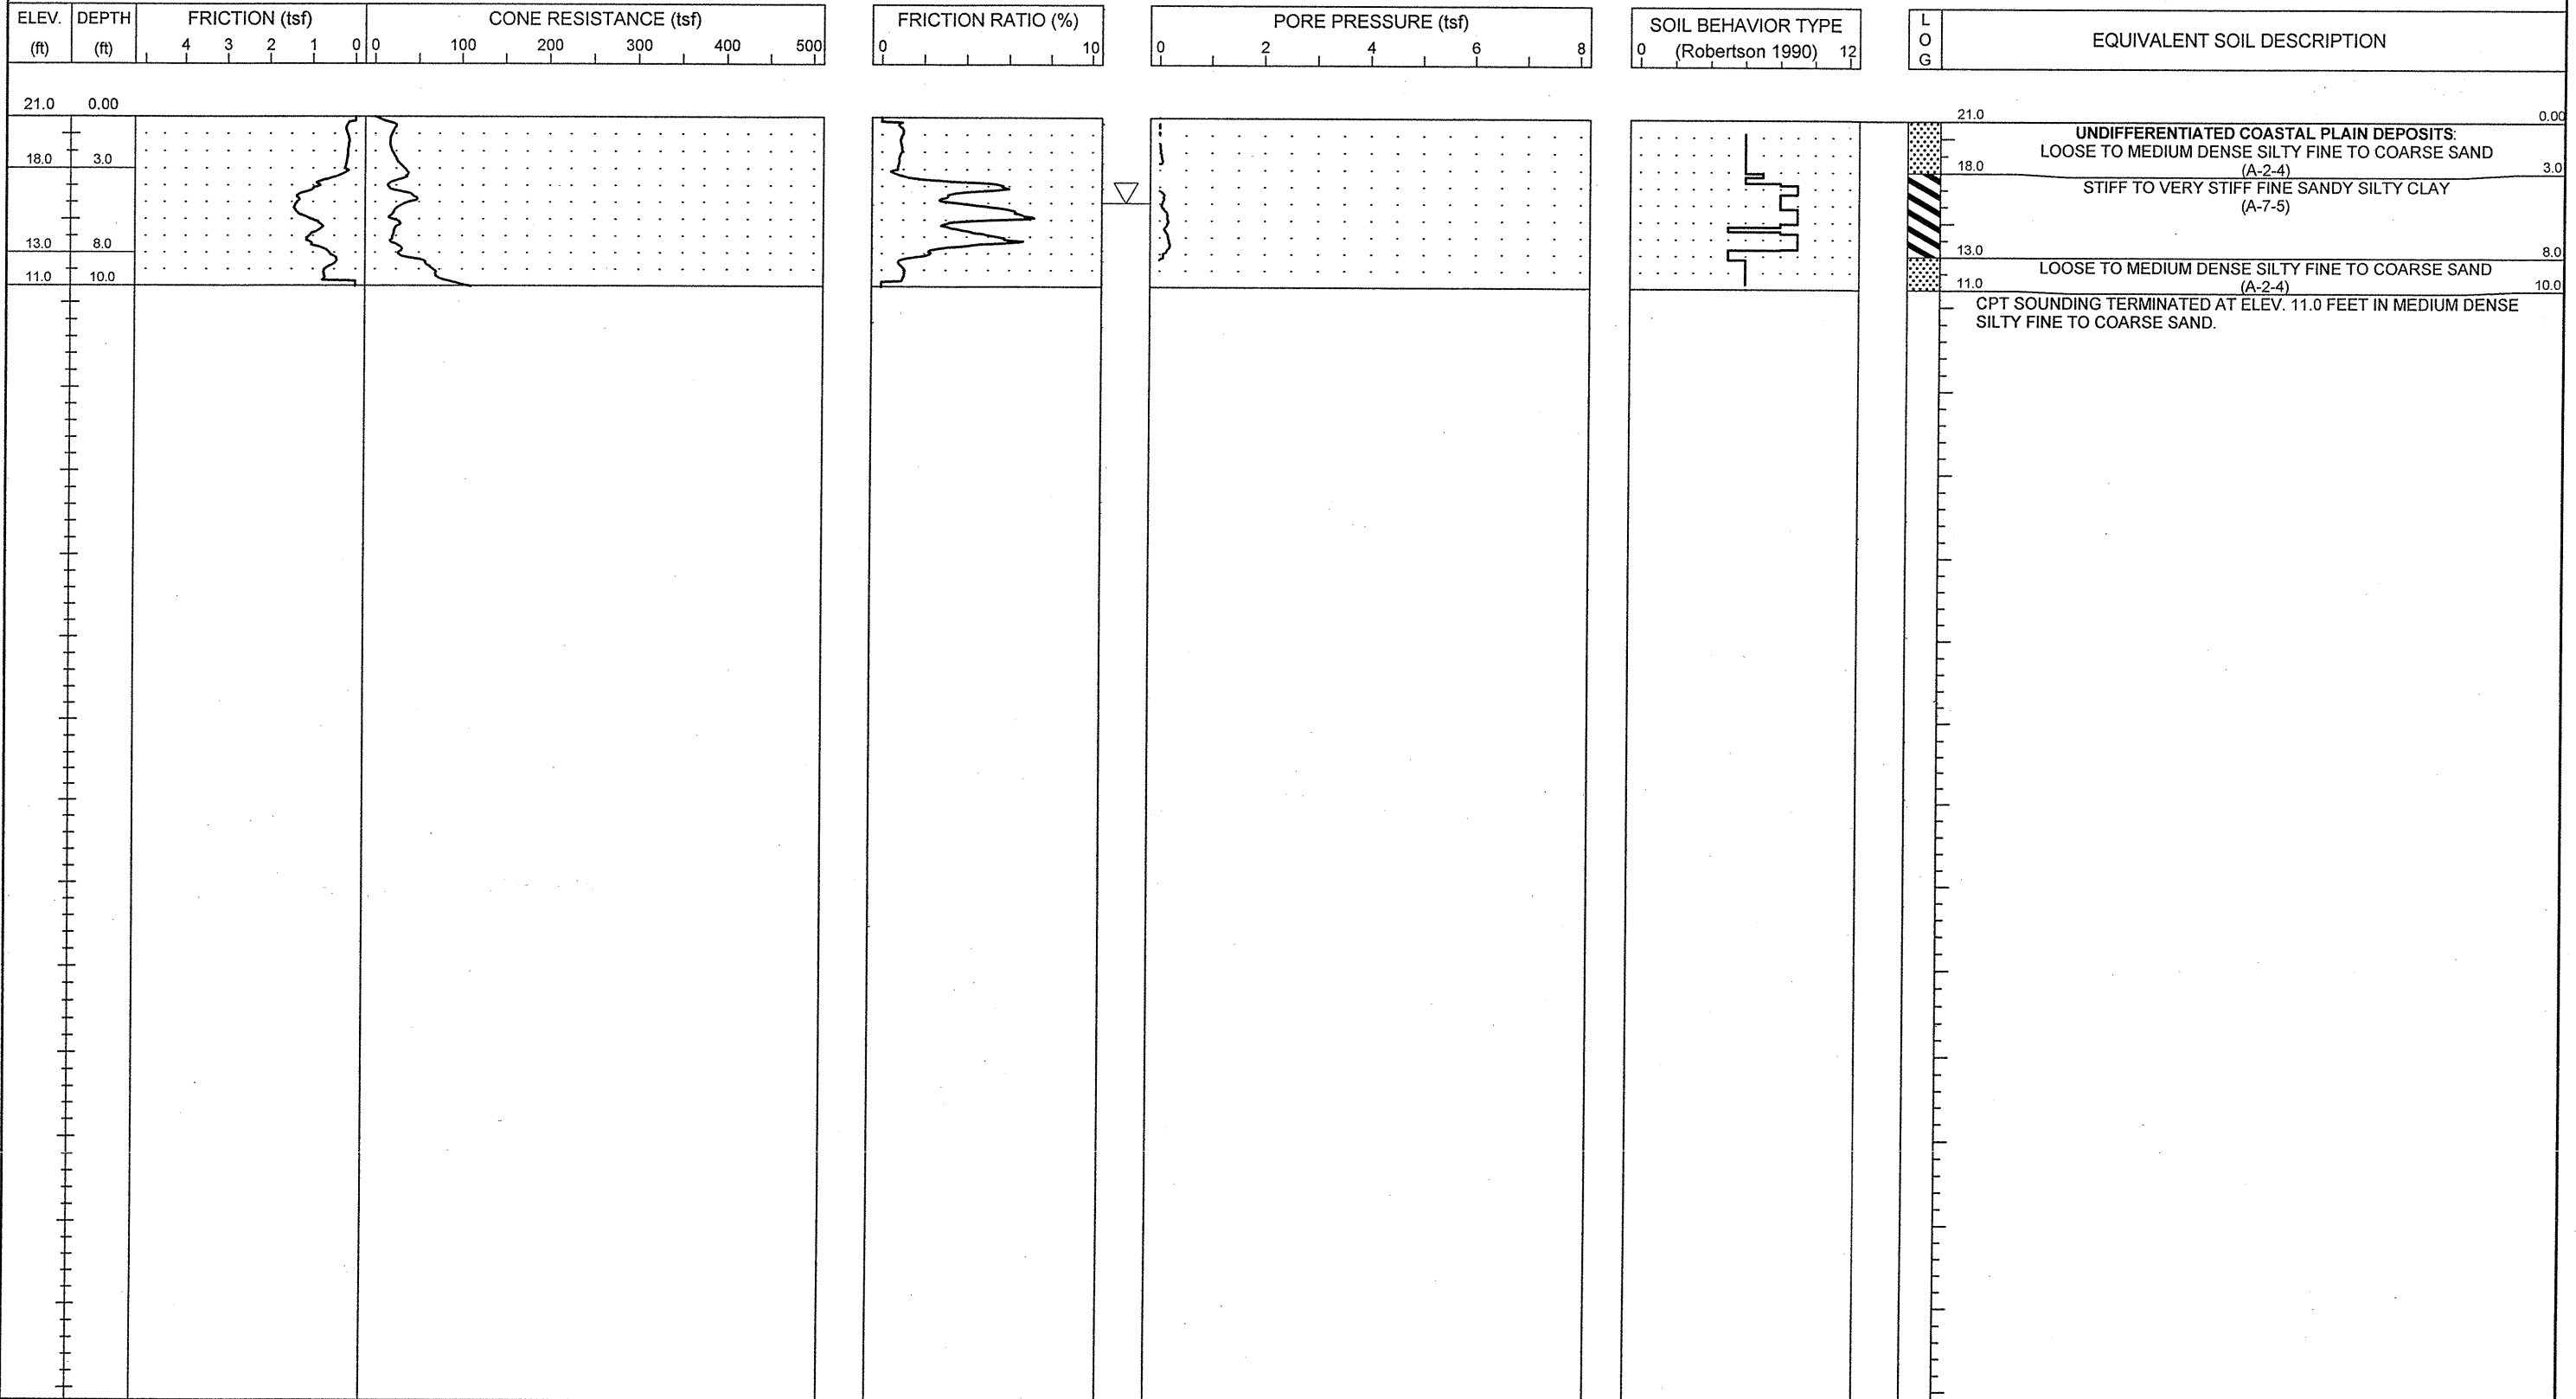 ELEV. DEPTH FRICTION (tsf) CONE RESISTANCE (tsf) FRICTION RATIO (%) PORE PRESSURE (tsf) SOIL BEHAVIOR TYPE L
(ft) (ft) 4 3 2 1 0 0 100 200 300 400 500 0 10 0 2 4 6 8 0 (Robertson 1990) 12 O EQUIVALENT SOIL DESCRIPTION
G
21.0 0.00
21.0 0.00
UNDIFFERENTIATED COASTAL PLAIN DEPOSITS:
LOOSE TO MEDIUM DENSE SILTY FINE TO COARSE SAND
18.0 3.0
18.0 (A-2-4) 3.0
STIFF TO VERY STIFF FINE SANDY SILTY CLAY
(A-7-5)
13.0 8.0
13.0 8.0
LOOSE TO MEDIUM DENSE SILTY FINE TO COARSE SAND
11.0 10.0
11.0 (A-2-4) 10.0
CPT SOUNDING TERMINATED AT ELEV. 11.0 FEET IN MEDIUM DENSE
SILTY FINE TO COARSE SAND.